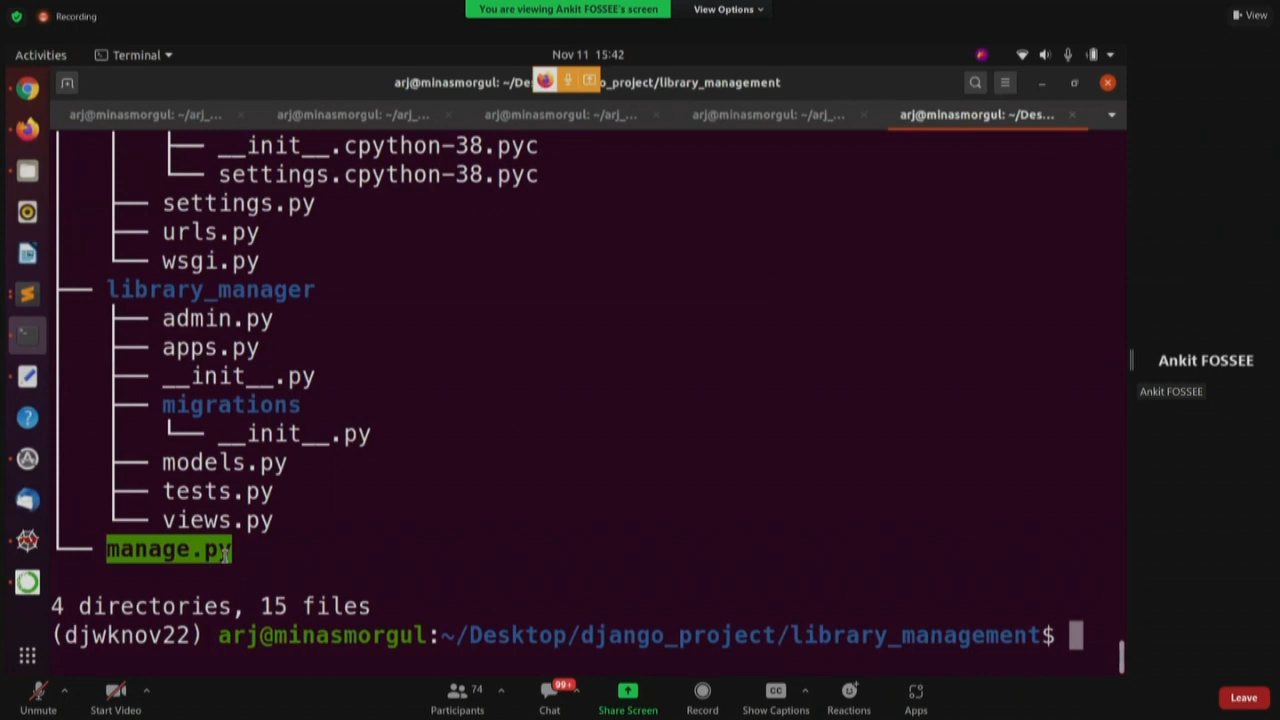 Recording
You are viewing Ankit FOSSEE's screen
View Options
View
Activities
Terminal
Nov 11 15:42
arj@minasmorgul: ~/De
o_project/library_management
arj@minasmorgul: ~/arj_...
arj@minasmorgul: ~/arj_...
arj@minasmorgul: ~/arj_...
arj@minasmorgul: ~/arj_...
arj@minasmorgul: ~/Des...
├── __init__.cpython-38.pyc
└── settings.cpython-38.pyc
├── settings.py
├── urls.py
└── wsgi.py
├── library_manager
├── admin.py
├── apps.py
├── __init__.py
├── migrations
└── __init__.py
├── models.py
├── tests.py
└── views.py
└── manage.py
4 directories, 15 files
(djwknov22) arj@minasmorgul:~/Desktop/django_project/library_management$
Ankit FOSSEE
Ankit FOSSEE
Unmute
Start Video
Participants
74
Chat
99+
Share Screen
Record
CC
Show Captions
Reactions
Apps
Leave